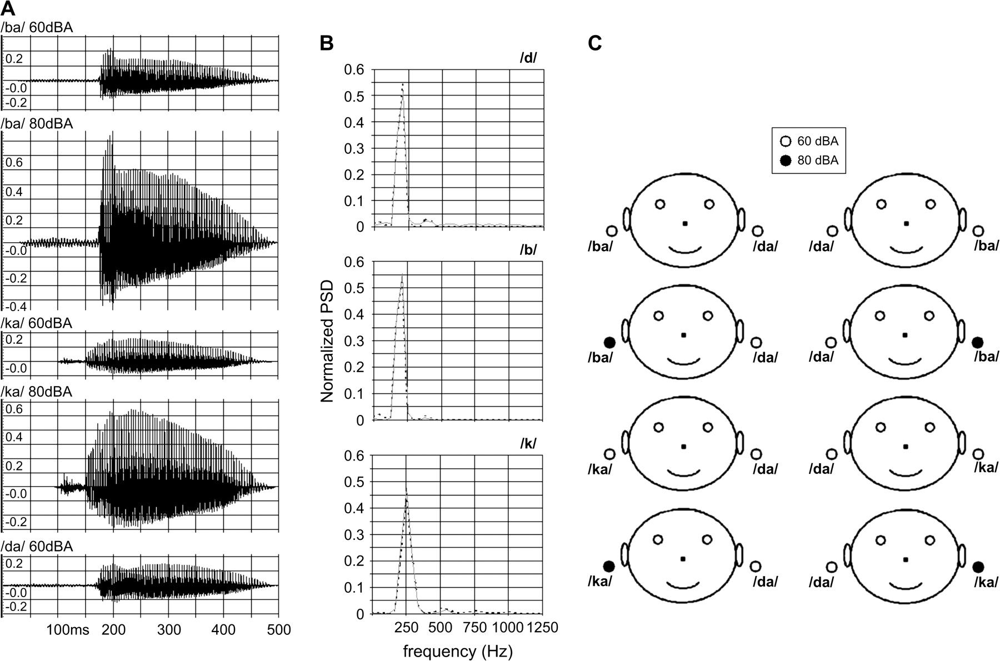 A
/ba/ 60dBA
0.2
-0.0
-0.2
/ba/ 80dBA
0.6
0.4
0.2
-0.0
-0.2
-0.4
/ka/ 60dBA
0.2
-0.0
/ka/ 80dBA
0.6
0.4
0.2
-0.0
-0.2
/da/ 60dBA
0.2
-0.0
-0.2
100ms 200 300 400 500
B
/d/
0.6
0.5
0.4
0.3
0.2
0.1
0
/b/
0.6
0.5
0.4
0.3
0.2
0.1
0
/k/
0.6
0.5
0.4
0.3
0.2
0.1
0
Normalized PSD
250 500 750 1000 1250
frequency (Hz)
C
60 dBA
80 dBA
/ba/ /da/ /da/ /ba/
/ba/ /da/ /da/ /ba/
/ka/ /da/ /da/ /ka/
/ka/ /da/ /da/ /ka/